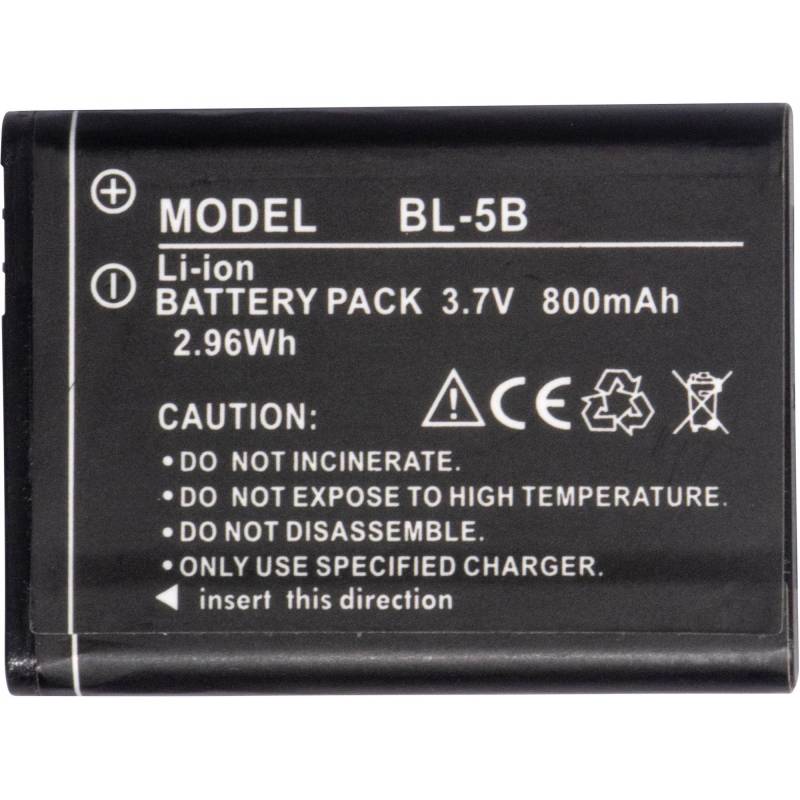 MODEL BL-5B
Li-ion
BATTERY PACK 3.7V 800mAh
2.96Wh
CAUTION: CE
•DO NOT INCINERATE.
•DO NOT EXPOSE TO HIGH TEMPERATURE.
•DO NOT DISASSEMBLE.
•ONLY USE SPECIFIED CHARGER.
insert this direction